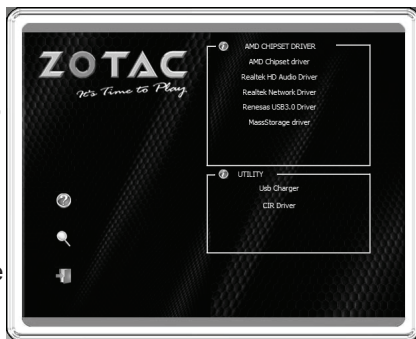 ZOTAC
It's Time to Play
AMD CHIPSET DRIVER
AMD Chipset driver
Realtek HD Audio Driver
Realtek Network Driver
Renesas USB3.0 Driver
MassStorage driver
UTILITY
Usb Charger
CIR Driver
e